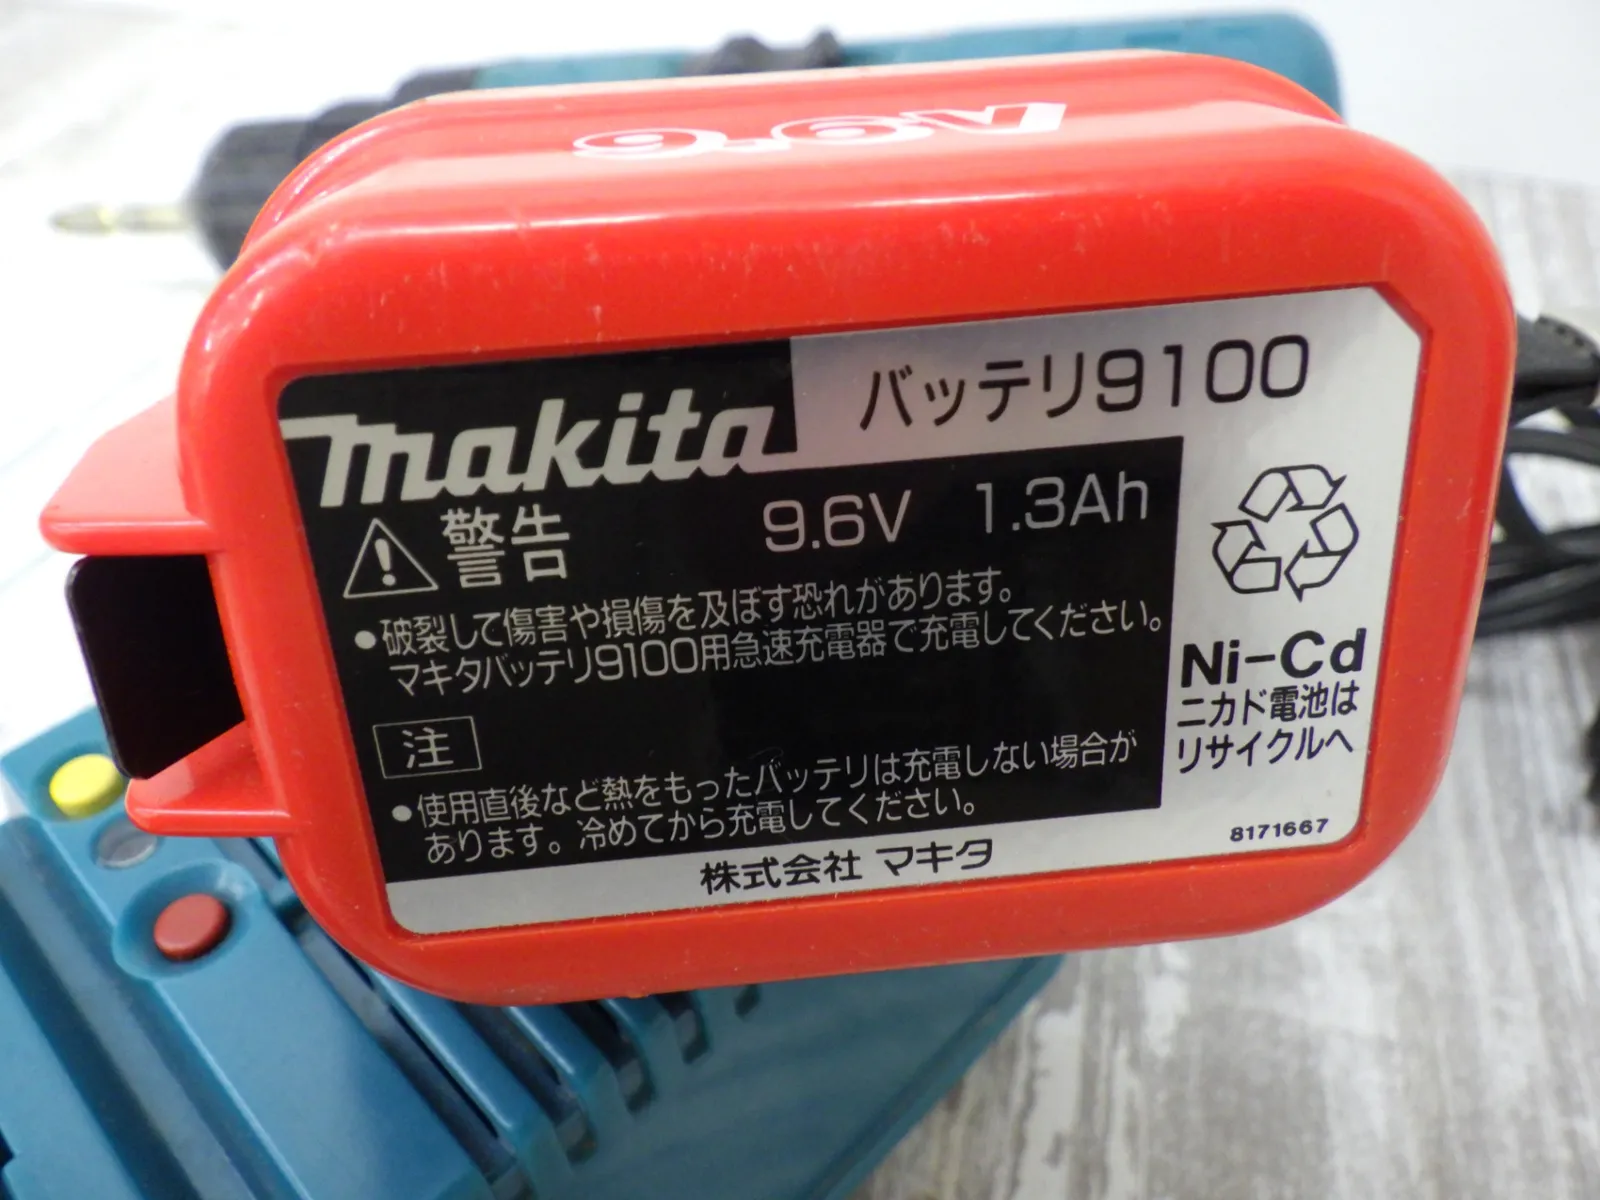 9.6V
makita
バッテリ9100
警告
9.6V 1.3Ah
●破裂して傷害や損傷を及ぼす恐れがあります。
マキタバッテリ9100用急速充電器で充電してください。
注
●使用直後など熱をもったバッテリは充電しない場合が
あります。冷めてから充電してください。
Ni-Cd
ニカド電池は
リサイクルへ
8171667
株式会社 マキタ